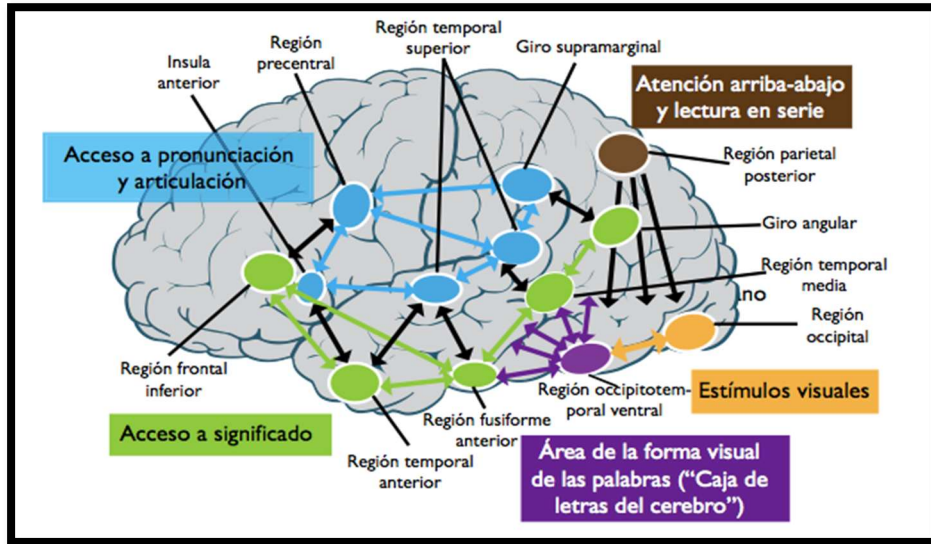 Región temporal
superior
Giro supramarginal
Región
precentral
Insula
anterior
Atención arriba-abajo
y lectura en serie
Acceso a pronunciación
y articulación
Región parietal
posterior
Giro angular
Región temporal
media
ano
Región
occipital
Región frontal
inferior
Región occipitotem-
poral ventral
Estímulos visuales
Acceso a significado
Región fusiforme
anterior
Región temporal
anterior
Área de la forma visual
de las palabras (“Caja de
letras del cerebro”)